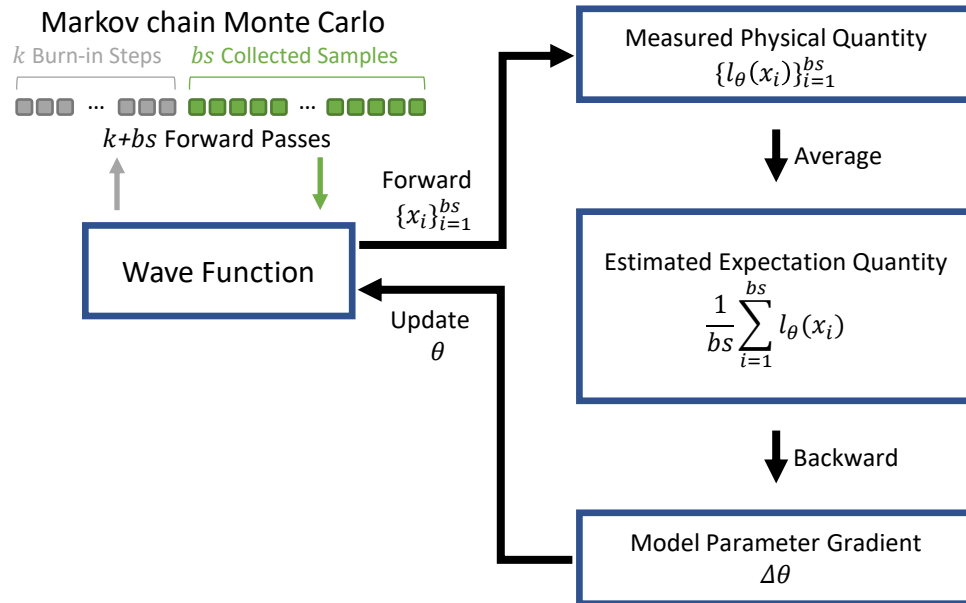 Markov chain Monte Carlo
k Burn-in Steps
bs Collected Samples
... ...
k+bs Forward Passes
Wave Function
Forward
{x_i}_{i=1}^{bs}
Update
θ
Measured Physical Quantity
{l_θ(x_i)}_{i=1}^{bs}
Average
Estimated Expectation Quantity
\frac{1}{bs} \sum_{i=1}^{bs} l_θ(x_i)
Backward
Model Parameter Gradient
Δθ